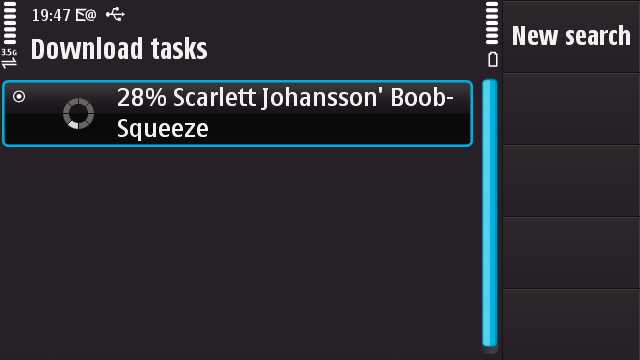 19:47
3.5G
Download tasks
New search
28% Scarlett Johansson' Boob-
Squeeze